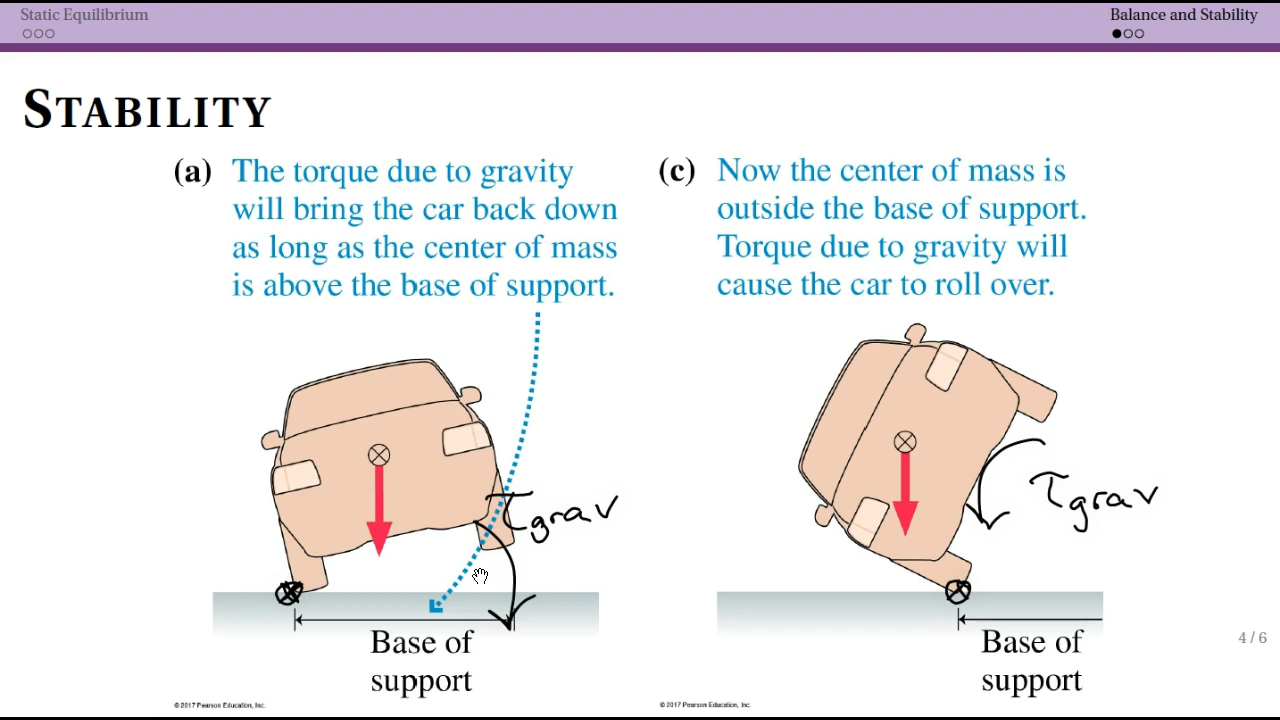 Static Equilibrium
Balance and Stability
STABILITY
(a) The torque due to gravity
will bring the car back down
as long as the center of mass
is above the base of support.
(c) Now the center of mass is
outside the base of support.
Torque due to gravity will
cause the car to roll over.
τgrav
τgrav
Base of
support
Base of
support
4 / 6
© 2017 Pearson Education, Inc.
© 2017 Pearson Education, Inc.